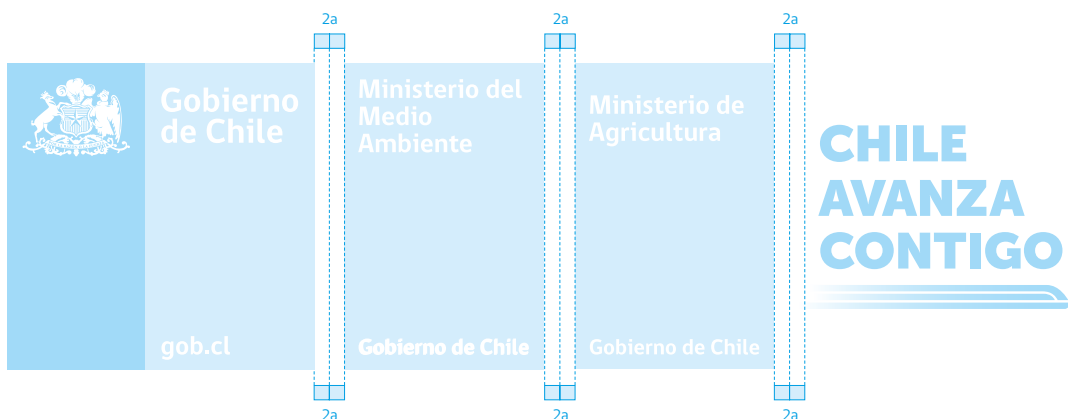 2a
2a
2a
Gobierno
de Chile
gob.cl
Ministerio del
Medio
Ambiente
Gobierno de Chile
Ministerio de
Agricultura
Gobierno de Chile
CHILE
AVANZA
CONTIGO
2a
2a
2a